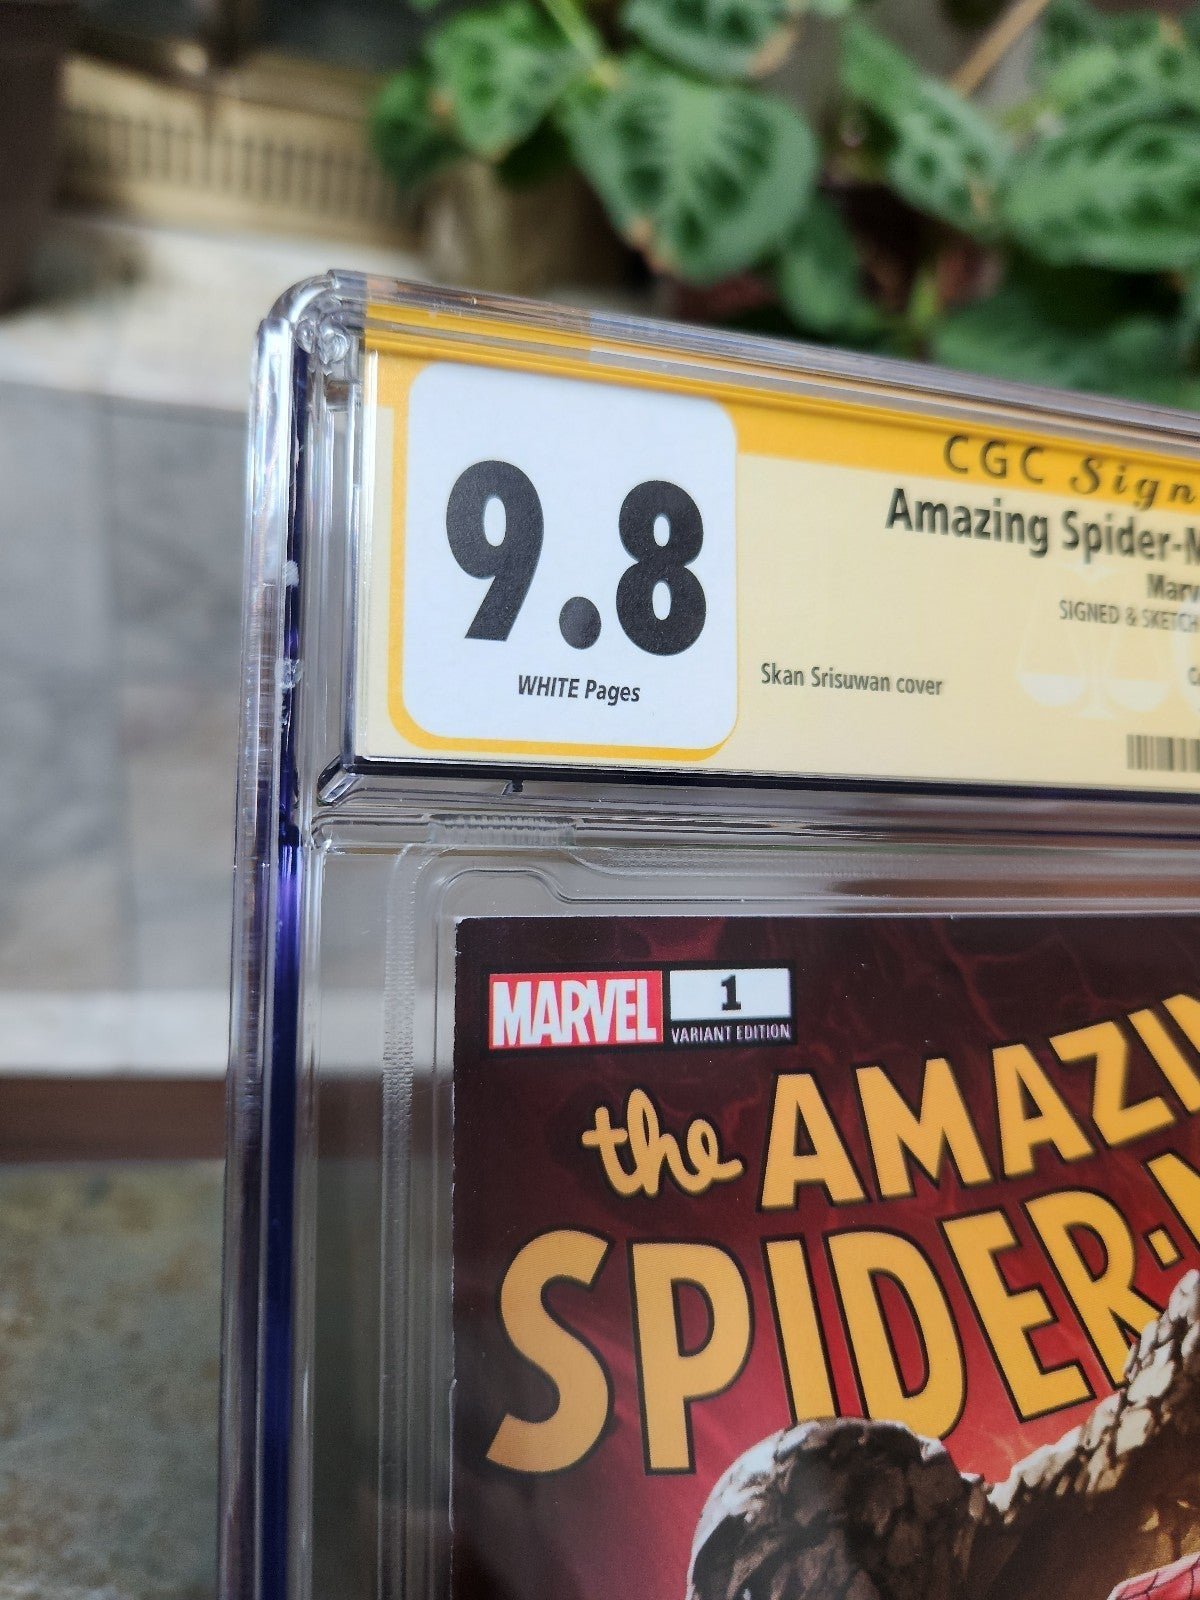 CGC Sign
Amazing Spider-M
Marv
SIGNED & SKETCH
9.8
WHITE Pages
Skan Srisuwan cover
MARVEL
1
VARIANT EDITION
the AMAZIN
SPIDER-M